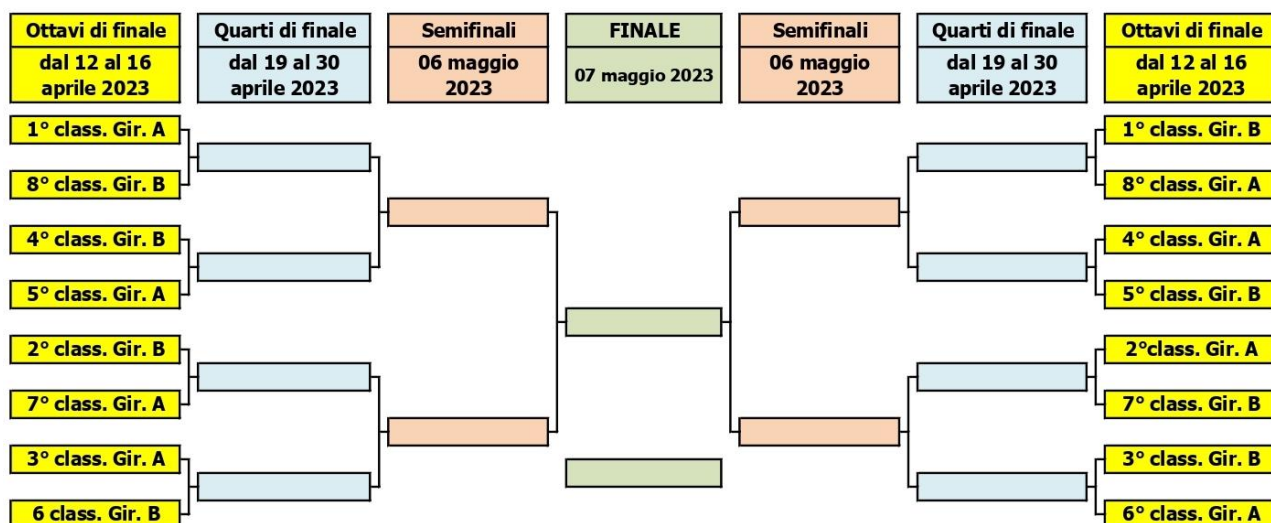 Ottavi di finale
Quarti di finale
Semifinali
FINALE
Semifinali
Quarti di finale
Ottavi di finale
dal 12 al 16
aprile 2023
dal 19 al 30
aprile 2023
06 maggio
2023
07 maggio 2023
06 maggio
2023
dal 19 al 30
aprile 2023
dal 12 al 16
aprile 2023
1° class. Gir. A
8° class. Gir. B
4° class. Gir. B
5° class. Gir. A
2° class. Gir. B
7° class. Gir. A
3° class. Gir. A
6 class. Gir. B
1° class. Gir. B
8° class. Gir. A
4° class. Gir. A
5° class. Gir. B
2°class. Gir. A
7° class. Gir. B
3° class. Gir. B
6° class. Gir. A